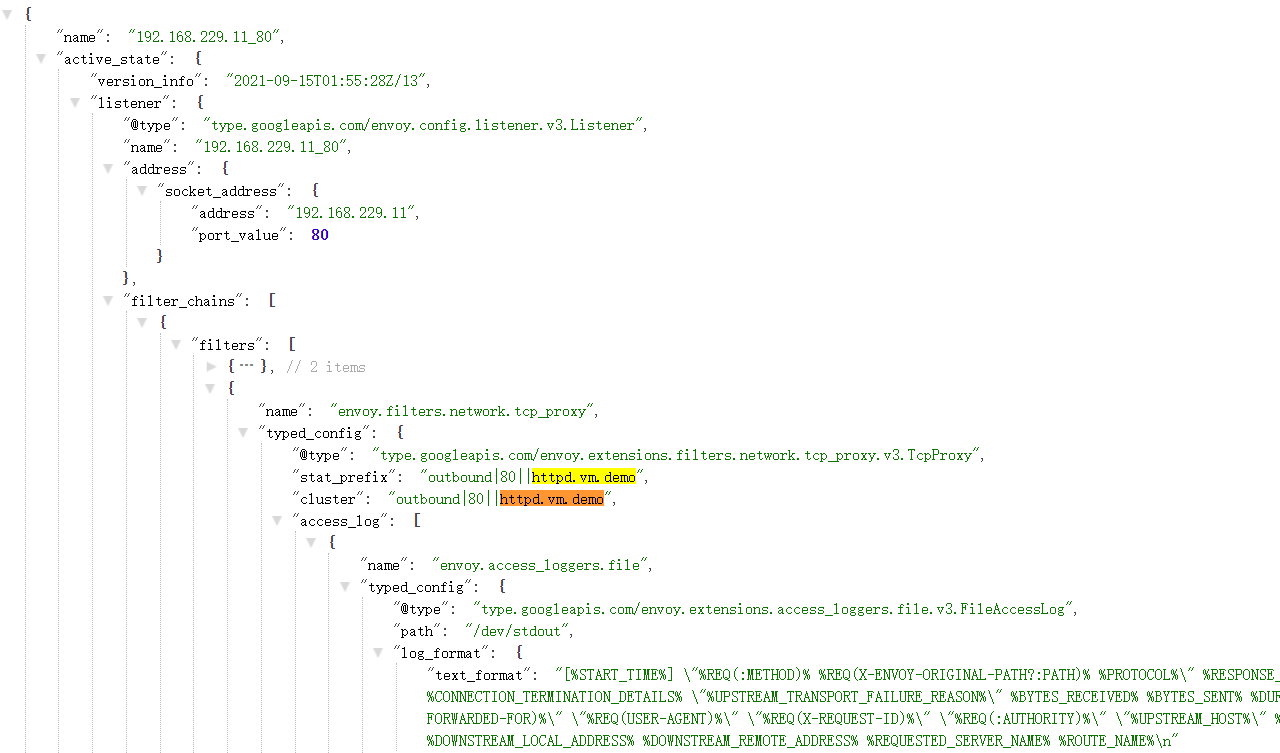 {
"name": "192.168.229.11_80",
"active_state": {
"version_info": "2021-09-15T01:55:28Z/13",
"listener": {
"@type": "type.googleapis.com/envoy.config.listener.v3.Listener",
"name": "192.168.229.11_80",
"address": {
"socket_address": {
"address": "192.168.229.11",
"port_value": 80
}
},
"filter_chains": [
{
"filters": [
{ ··· }, // 2 items
{
"name": "envoy.filters.network.tcp_proxy",
"typed_config": {
"@type": "type.googleapis.com/envoy.extensions.filters.network.tcp_proxy.v3.TcpProxy",
"stat_prefix": "outbound|80||httpd.vm.demo",
"cluster": "outbound|80||httpd.vm.demo",
"access_log": [
{
"name": "envoy.access_loggers.file",
"typed_config": {
"@type": "type.googleapis.com/envoy.extensions.access_loggers.file.v3.FileAccessLog",
"path": "/dev/stdout",
"log_format": {
"text_format": "[%START_TIME%] \"%REQ(:METHOD)% %REQ(X-ENVOY-ORIGINAL-PATH?:PATH)% %PROTOCOL%\" %RESPONSE_
%CONNECTION_TERMINATION_DETAILS% \"%UPSTREAM_TRANSPORT_FAILURE_REASON%\" %BYTES_RECEIVED% %BYTES_SENT% %DUR
FORWARDED-FOR)%\" \"%REQ(USER-AGENT)%\" \"%REQ(X-REQUEST-ID)%\" \"%REQ(:AUTHORITY)%\" \"%UPSTREAM_HOST%\" %
%DOWNSTREAM_LOCAL_ADDRESS% %DOWNSTREAM_REMOTE_ADDRESS% %REQUESTED_SERVER_NAME% %ROUTE_NAME%\n"